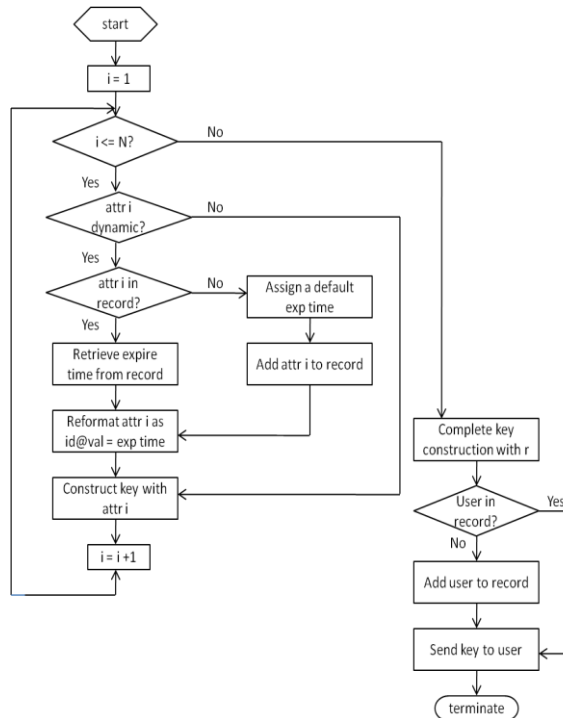 start
i = 1
i <= N?
No
Yes
attr i
dynamic?
No
Yes
attr i in
record?
No
Assign a default
exp time
Yes
Retrieve expire
time from record
Add attr i to record
Reformat attr i as
id@val = exp time
Construct key with
attr i
i = i +1
Complete key
construction with r
User in
record?
Yes
No
Add user to record
Send key to user
terminate